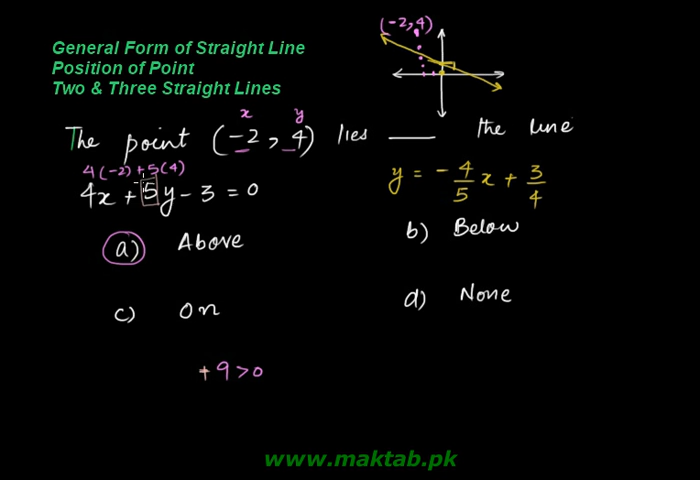 (-2,4)
General Form of Straight Line
Position of Point
Two & Three Straight Lines
x y
The point (-2, 4) lies ___ the line
4(-2)+5(4)
4x + 5y - 3 = 0
y = - 4/5 x + 3/4
a) Above
b) Below
c) On
d) None
+9>0
www.maktab.pk